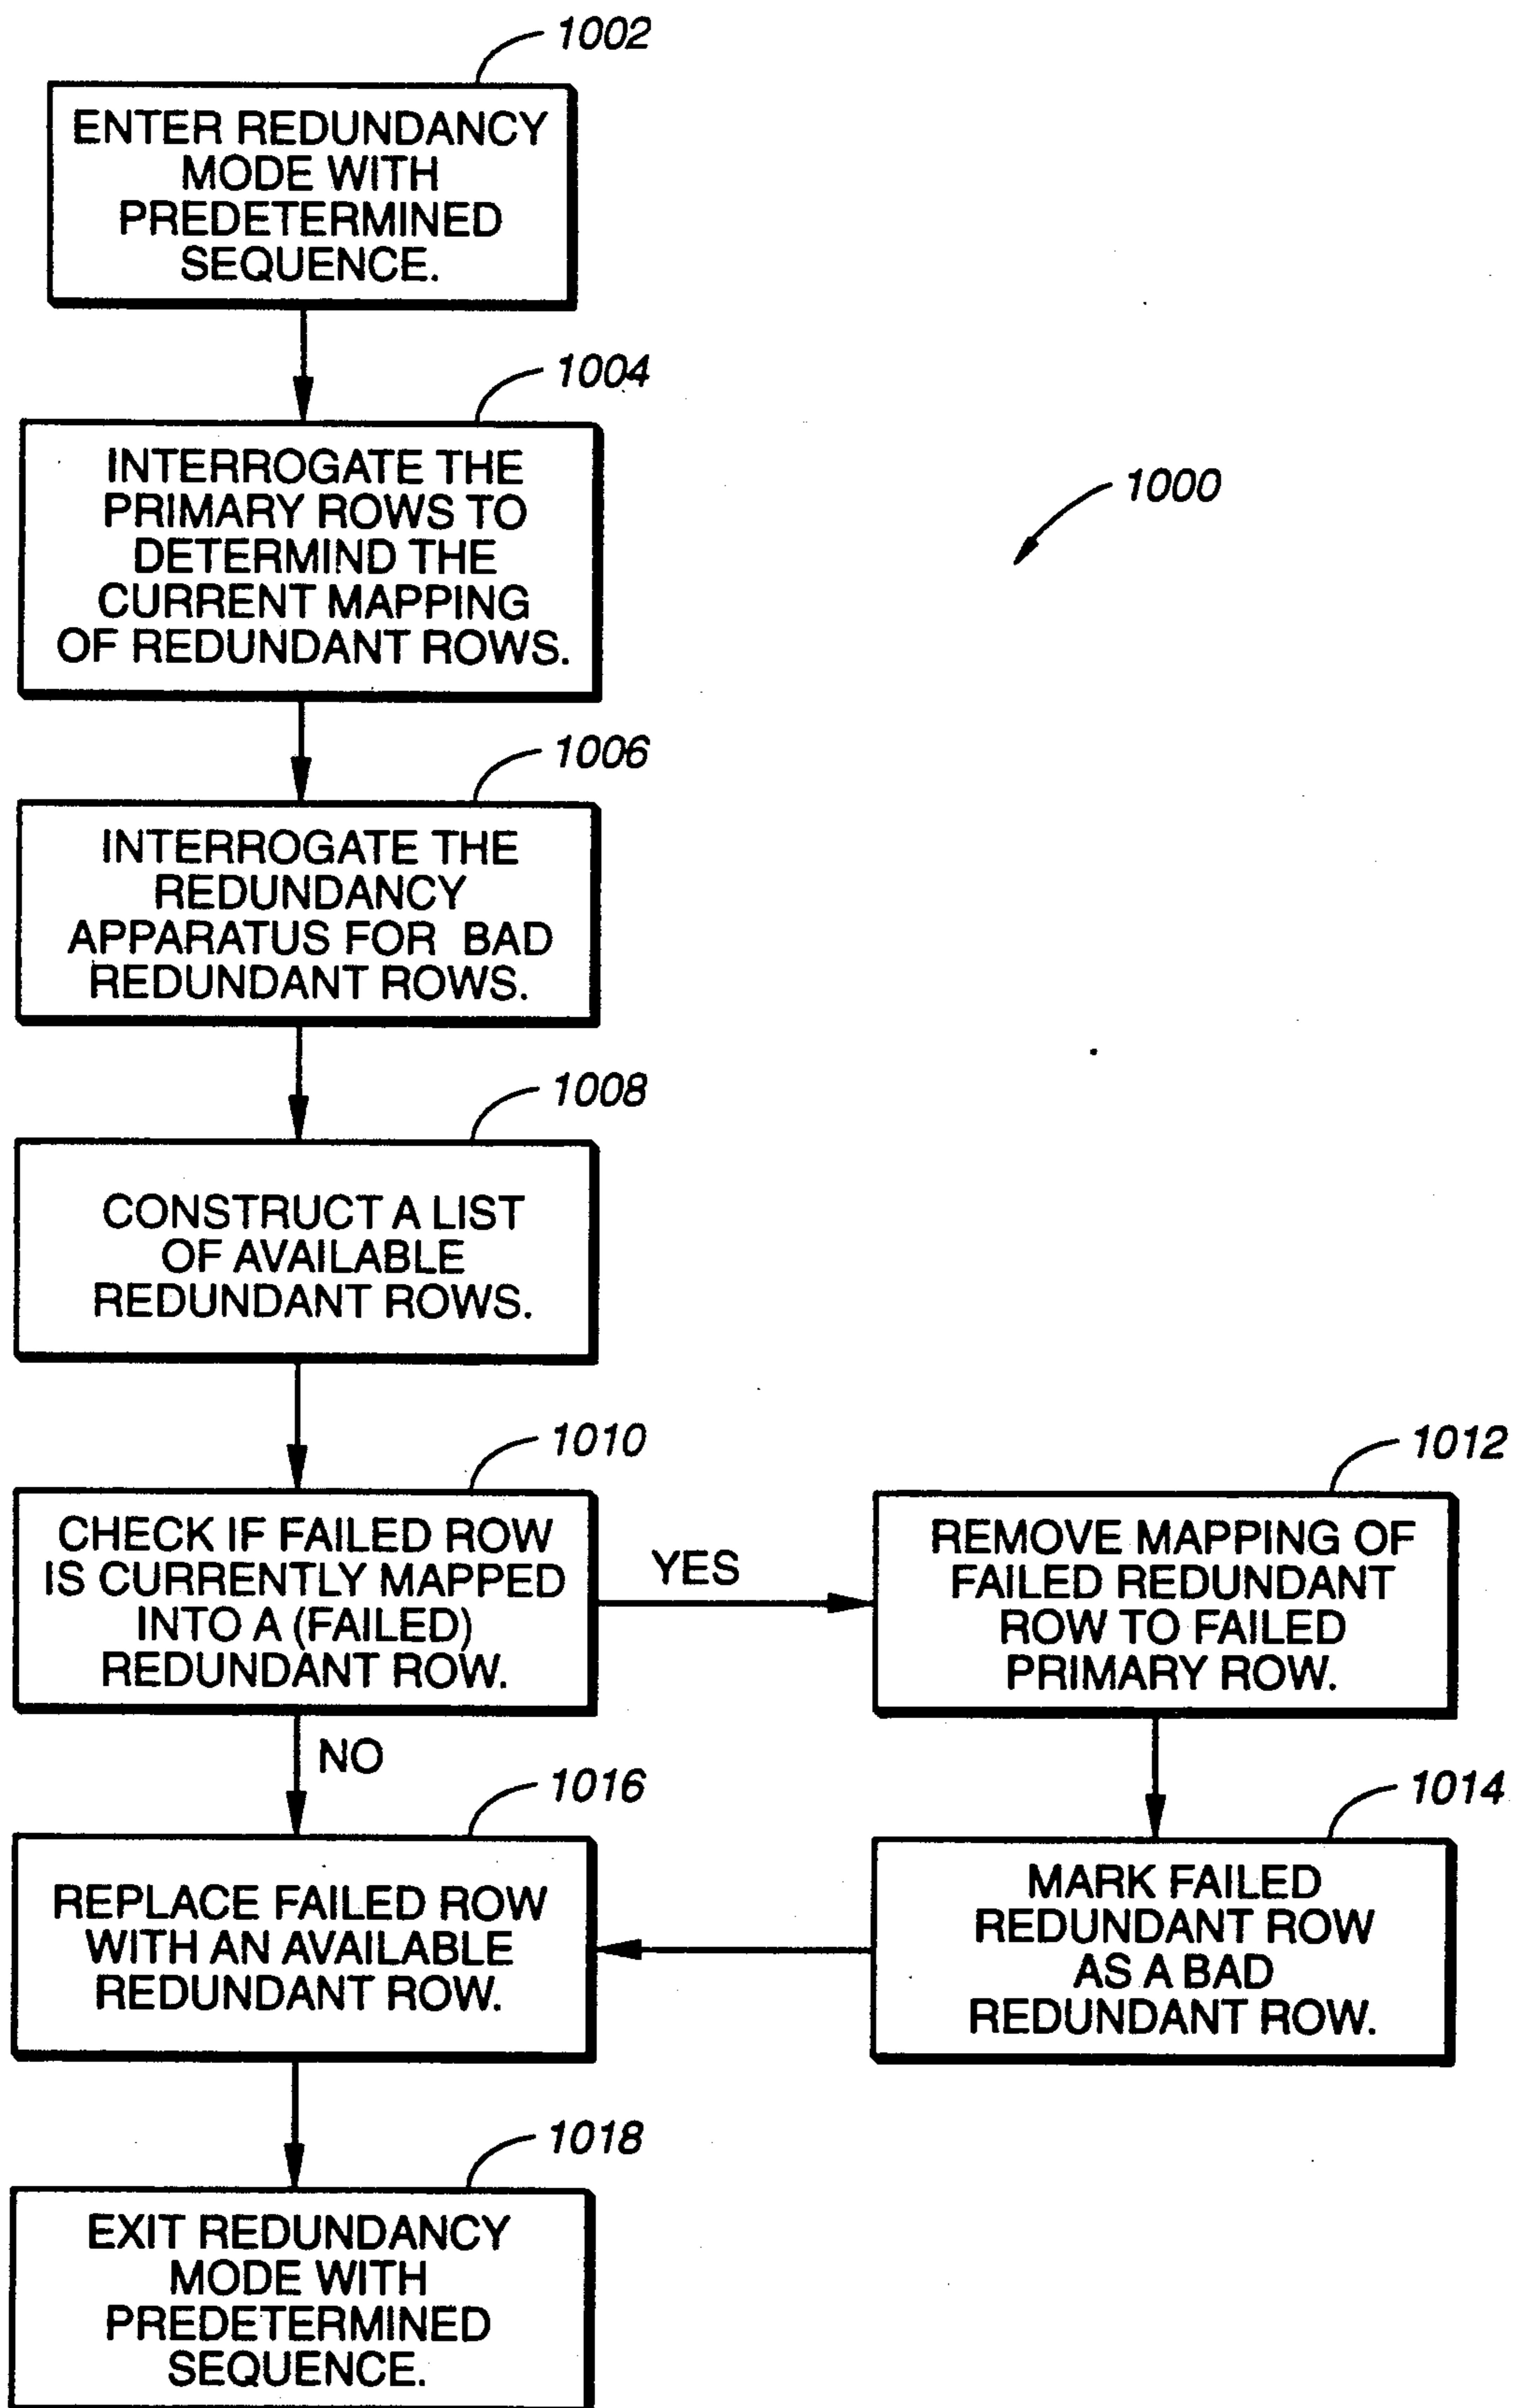 1002
ENTER REDUNDANCY
MODE WITH
PREDETERMINED
SEQUENCE.
1004
INTERROGATE THE
PRIMARY ROWS TO
DETERMIND THE
CURRENT MAPPING
OF REDUNDANT ROWS.
1000
1006
INTERROGATE THE
REDUNDANCY
APPARATUS FOR BAD
REDUNDANT ROWS.
1008
CONSTRUCT A LIST
OF AVAILABLE
REDUNDANT ROWS.
1010
CHECK IF FAILED ROW
IS CURRENTLY MAPPED
INTO A (FAILED)
REDUNDANT ROW.
YES
1012
REMOVE MAPPING OF
FAILED REDUNDANT
ROW TO FAILED
PRIMARY ROW.
NO
1014
MARK FAILED
REDUNDANT ROW
AS A BAD
REDUNDANT ROW.
1016
REPLACE FAILED ROW
WITH AN AVAILABLE
REDUNDANT ROW.
1018
EXIT REDUNDANCY
MODE WITH
PREDETERMINED
SEQUENCE.